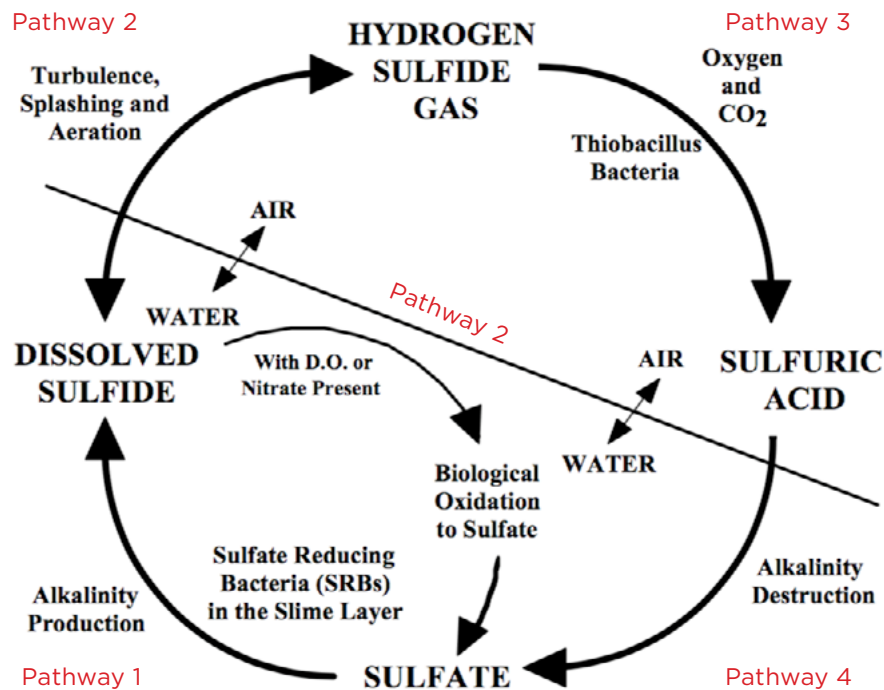 Pathway 2
HYDROGEN
SULFIDE
GAS
Pathway 3
Turbulence,
Splashing and
Aeration
Oxygen
and
CO₂
Thiobacillus
Bacteria
AIR
WATER
Pathway 2
DISSOLVED
SULFIDE
With D.O. or
Nitrate Present
AIR
WATER
SULFURIC
ACID
Biological
Oxidation
to Sulfate
Sulfate Reducing
Bacteria (SRBs)
in the Slime Layer
Alkalinity
Production
Alkalinity
Destruction
Pathway 1
SULFATE
Pathway 4